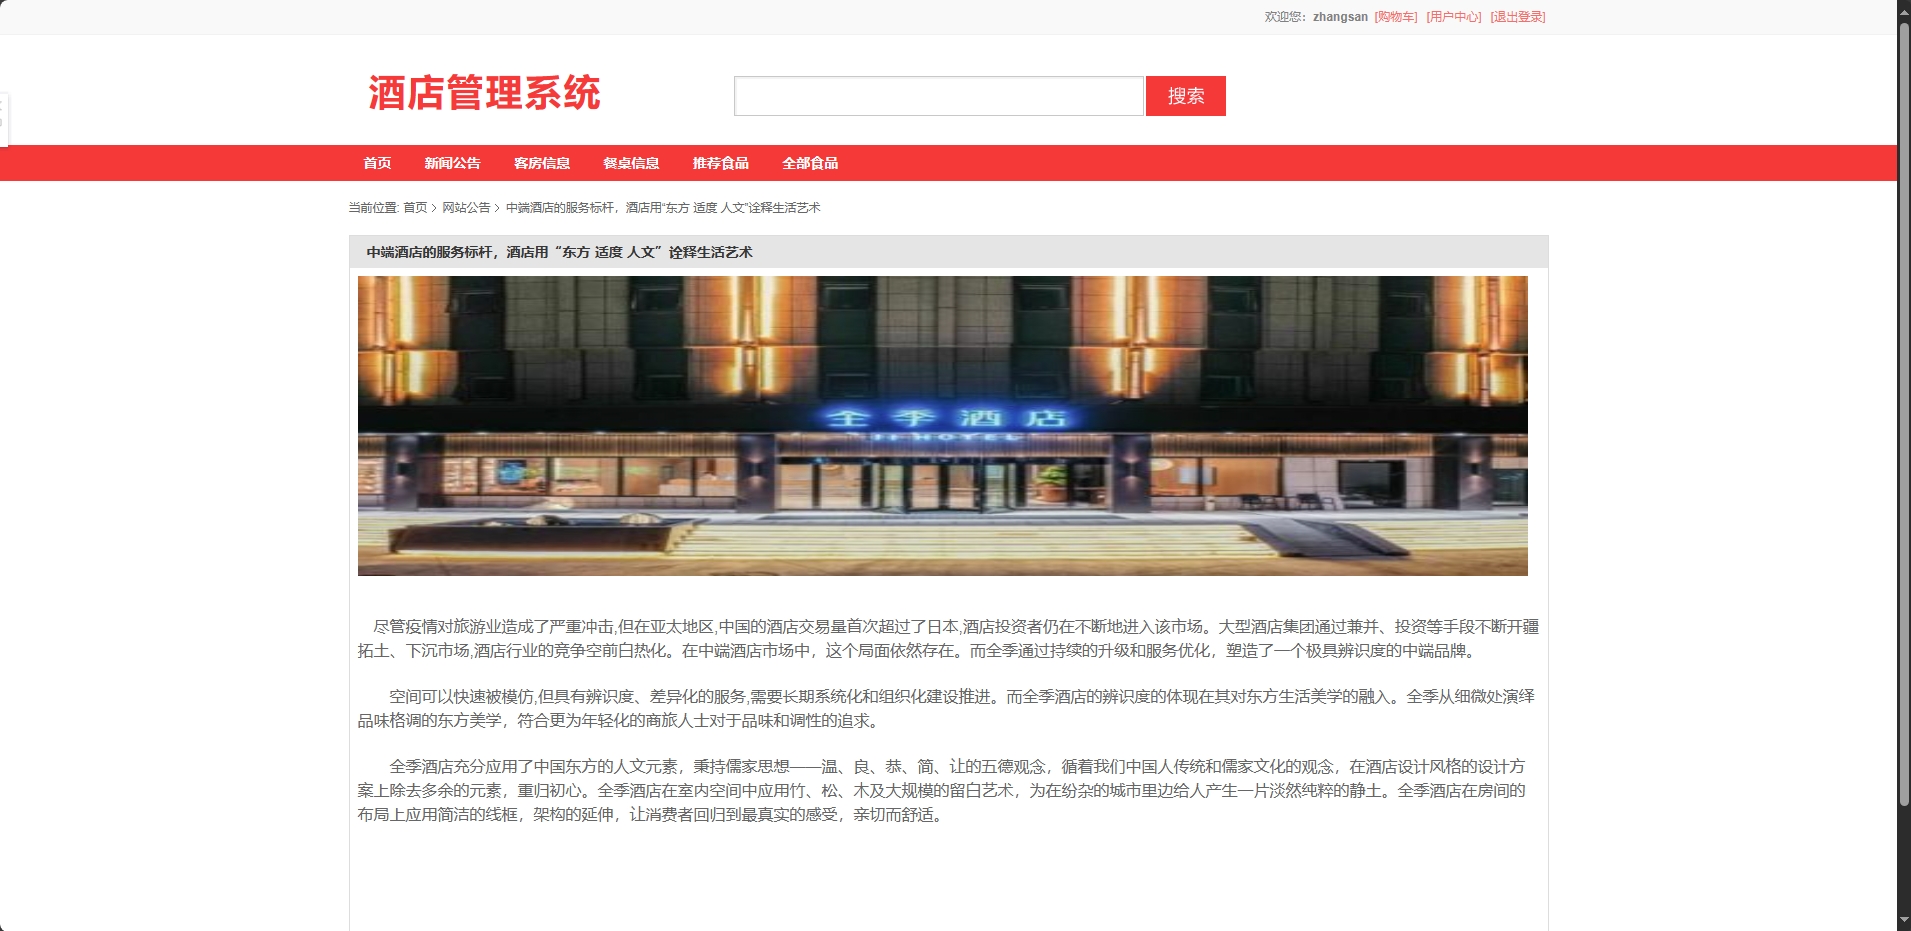 欢迎您：zhangsan [购物车] [用户中心] [退出登录]
酒店管理系统
搜索
首页 新闻公告 客房信息 餐桌信息 推荐食品 全部食品
当前位置: 首页 > 网站公告 > 中端酒店的服务标杆，酒店用“东方 适度 人文”诠释生活艺术
中端酒店的服务标杆，酒店用“东方 适度 人文”诠释生活艺术
全季酒店
JI HOTEL
尽管疫情对旅游业造成了严重冲击,但在亚太地区,中国的酒店交易量首次超过了日本,酒店投资者仍在不断地进入该市场。大型酒店集团通过兼并、投资等手段不断开疆
拓土、下沉市场,酒店行业的竞争空前白热化。在中端酒店市场中，这个局面依然存在。而全季通过持续的升级和服务优化，塑造了一个极具辨识度的中端品牌。
空间可以快速被模仿,但具有辨识度、差异化的服务,需要长期系统化和组织化建设推进。而全季酒店的辨识度的体现在其对东方生活美学的融入。全季从细微处演绎
品味格调的东方美学，符合更为年轻化的商旅人士对于品味和调性的追求。
全季酒店充分应用了中国东方的人文元素，秉持儒家思想——温、良、恭、简、让的五德观念，循着我们中国人传统和儒家文化的观念，在酒店设计风格的设计方
案上除去多余的元素，重归初心。全季酒店在室内空间中应用竹、松、木及大规模的留白艺术，为在纷杂的城市里边给人产生一片淡然纯粹的静土。全季酒店在房间的
布局上应用简洁的线框，架构的延伸，让消费者回归到最真实的感受，亲切而舒适。